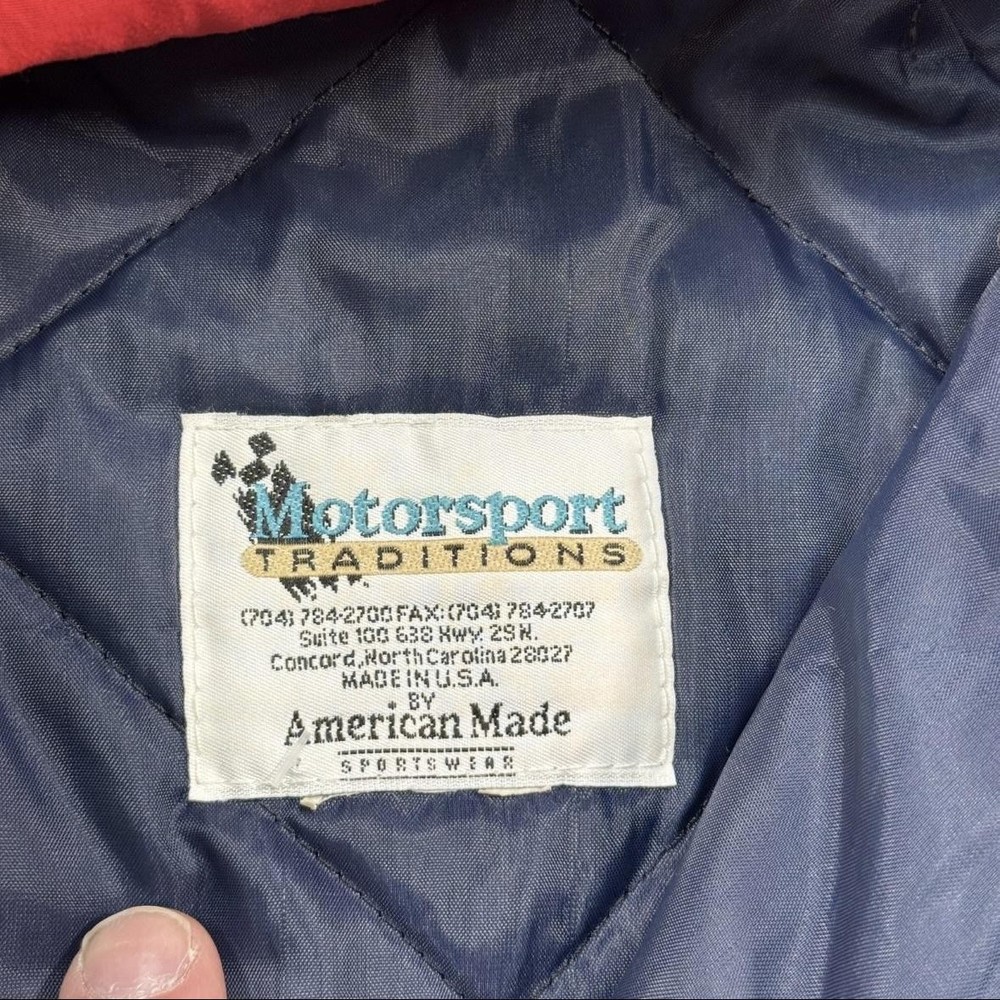 Motorsport
TRADITIONS
(704) 784-2700 FAX: (704) 784-2707
Suite 100 638 Hwy. 29 N.
Concord, North Carolina 28027
MADE IN U.S.A.
BY
American Made
SPORTSWEAR